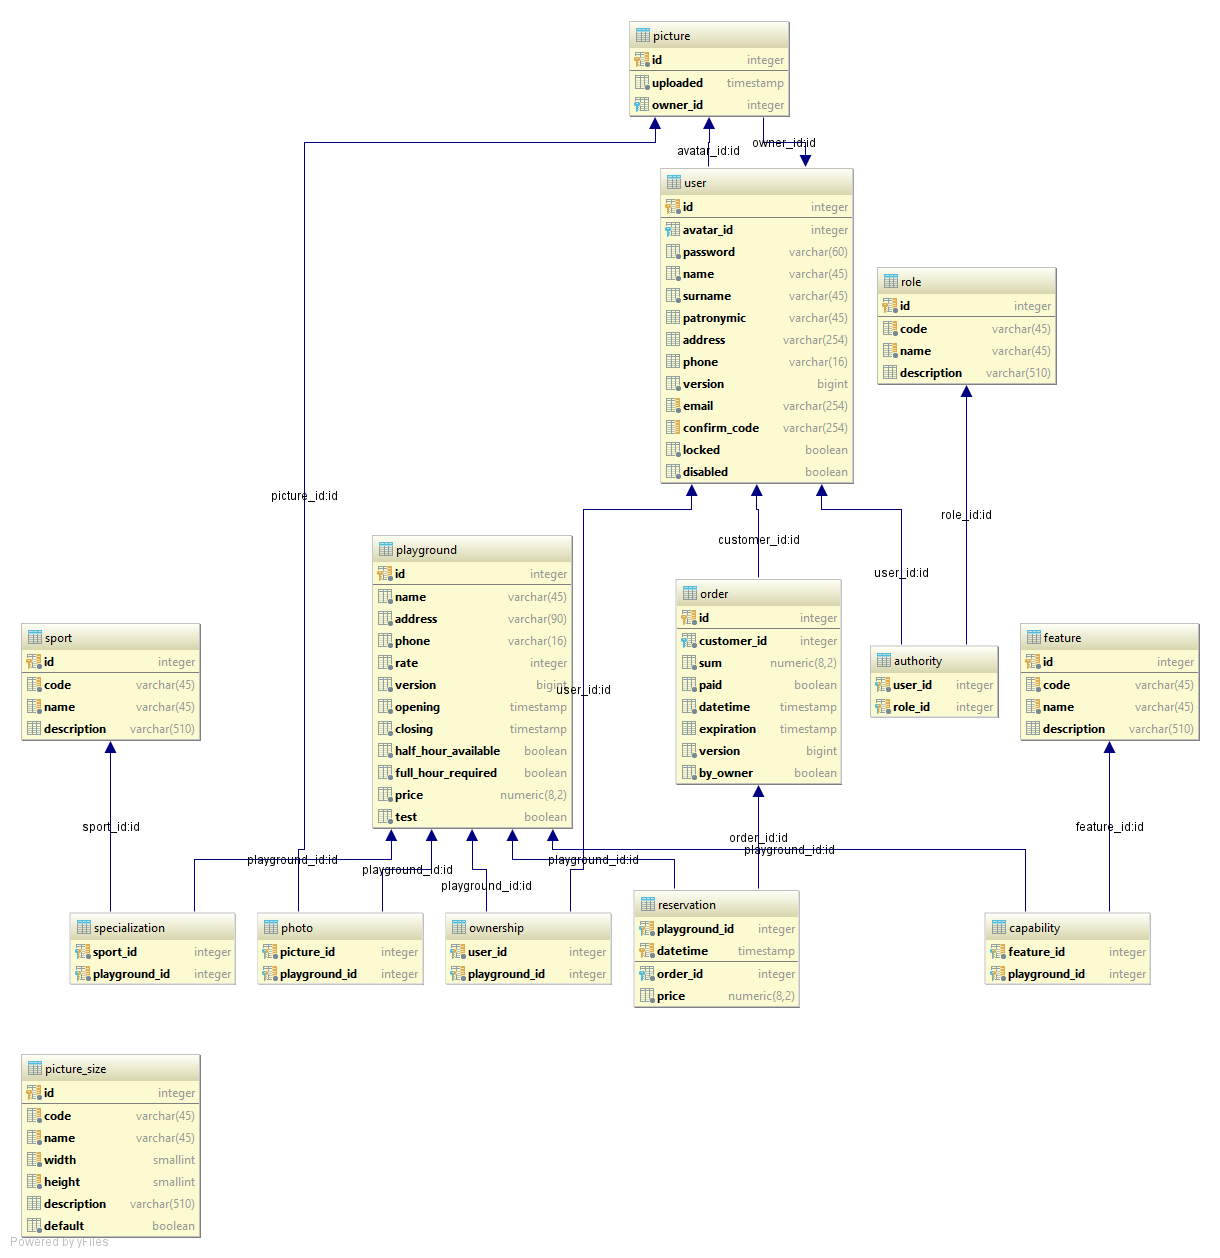 picture
id integer
uploaded timestamp
owner_id integer
avatar_id:id
owner_id:id
user
id integer
avatar_id integer
password varchar(60)
name varchar(45)
surname varchar(45)
patronymic varchar(45)
address varchar(254)
phone varchar(16)
version bigint
email varchar(254)
confirm_code varchar(254)
locked boolean
disabled boolean
role
id integer
code varchar(45)
name varchar(45)
description varchar(510)
picture_id:id
customer_id:id
role_id:id
user_id:id
playground
id integer
name varchar(45)
address varchar(90)
phone varchar(16)
rate integer
version bigint
opening timestamp
closing timestamp
half_hour_available boolean
full_hour_required boolean
price numeric(8,2)
test boolean
user_id:id
order
id integer
customer_id integer
sum numeric(8,2)
paid boolean
datetime timestamp
expiration timestamp
version bigint
by_owner boolean
authority
user_id integer
role_id integer
sport
id integer
code varchar(45)
name varchar(45)
description varchar(510)
feature
id integer
code varchar(45)
name varchar(45)
description varchar(510)
sport_id:id
feature_id:id
order_id:id
playground_id:id
playground_id:id
playground_id:id
playground_id:id
playground_id:id
specialization
sport_id integer
playground_id integer
photo
picture_id integer
playground_id integer
ownership
user_id integer
playground_id integer
reservation
playground_id integer
datetime timestamp
order_id integer
price numeric(8,2)
capability
feature_id integer
playground_id integer
picture_size
id integer
code varchar(45)
name varchar(45)
width smallint
height smallint
description varchar(510)
default boolean
Powered by yFiles